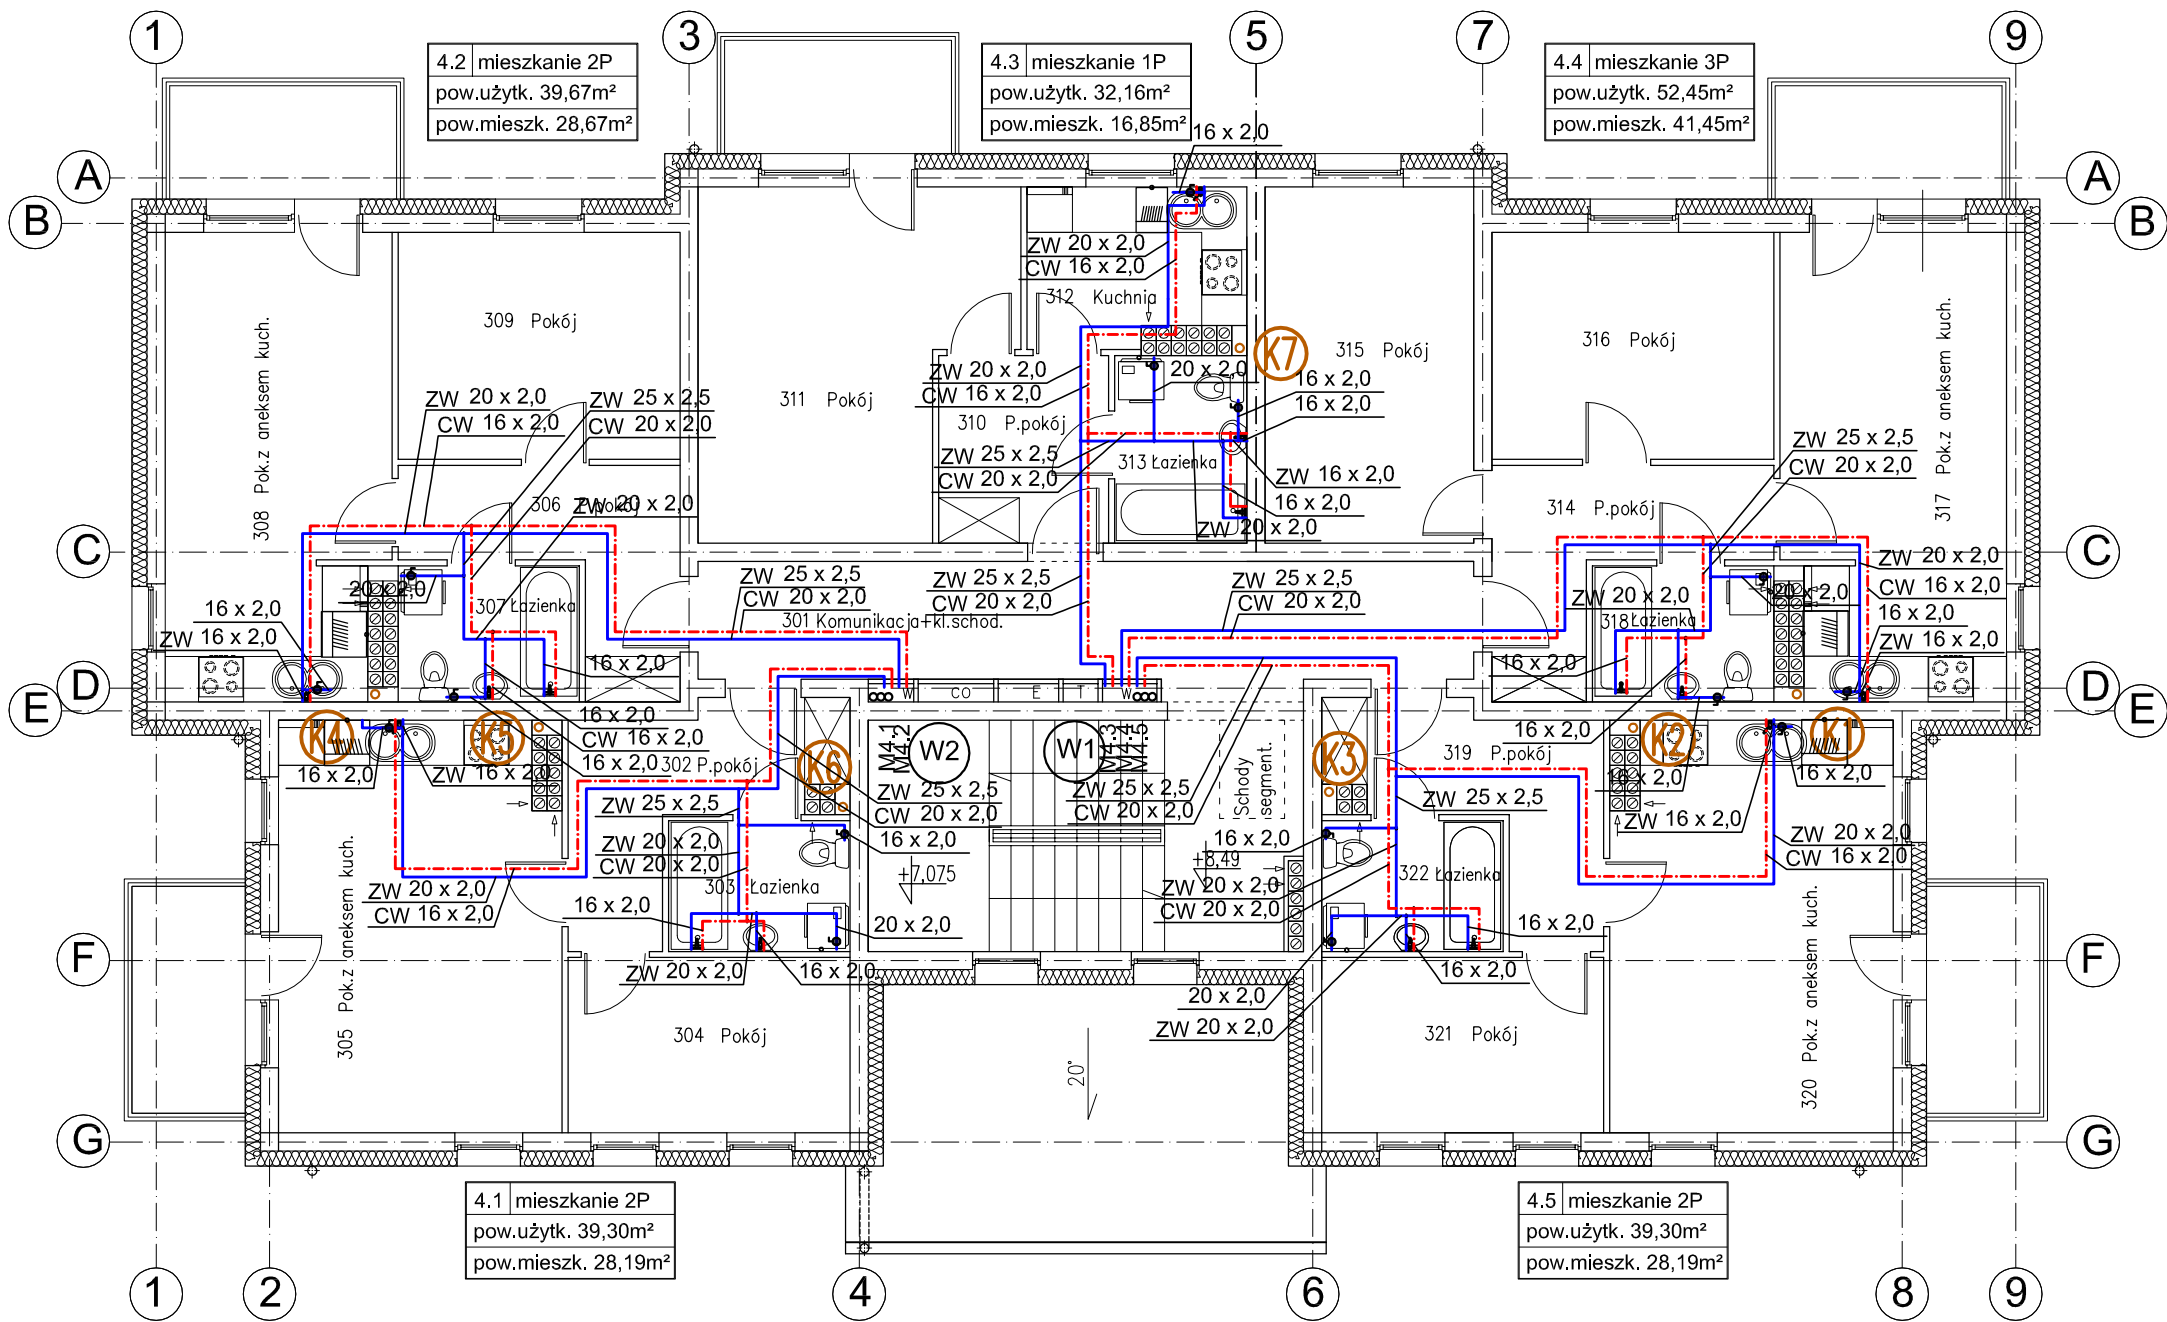 1
3
5
7
9
4.2 mieszkanie 2P
pow.użytk. 39,67m²
pow.mieszk. 28,67m²
4.3 mieszkanie 1P
pow.użytk. 32,16m²
pow.mieszk. 16,85m²
4.4 mieszkanie 3P
pow.użytk. 52,45m²
pow.mieszk. 41,45m²
16 x 2,0
A
A
B
B
ZW 20 x 2,0
CW 16 x 2,0
312 Kuchnia
308 Pok.z aneksem kuch.
309 Pokój
311 Pokój
K7
315 Pokój
316 Pokój
317 Pok.z aneksem kuch.
ZW 20 x 2,0
CW 16 x 2,0
20 x 2,0
16 x 2,0
16 x 2,0
ZW 20 x 2,0
CW 16 x 2,0
ZW 25 x 2,5
CW 20 x 2,0
310 P.pokój
ZW 25 x 2,5
CW 20 x 2,0
313 Łazienka
ZW 16 x 2,0
16 x 2,0
ZW 20 x 2,0
ZW 25 x 2,5
CW 20 x 2,0
306 P.pokój
ZW 20 x 2,0
314 P.pokój
C
C
20 x 2,0
307 Łazienka
16 x 2,0
ZW 16 x 2,0
ZW 25 x 2,5
CW 20 x 2,0
301 Komunikacja+kl.schod.
ZW 25 x 2,5
CW 20 x 2,0
ZW 25 x 2,5
CW 20 x 2,0
ZW 20 x 2,0
318 Łazienka
20 x 2,0
ZW 20 x 2,0
CW 16 x 2,0
16 x 2,0
ZW 16 x 2,0
16 x 2,0
16 x 2,0
D
D
E
E
W CO E T W
K4
K5
16 x 2,0
CW 16 x 2,0
16 x 2,0
16 x 2,0
ZW 16 x 2,0
302 P.pokój
K6
M4.1
M4.2
W2
W1
M4.3
M4.4
M4.5
Schody
segment.
K3
319 P.pokój
16 x 2,0
K2
K1
16 x 2,0
16 x 2,0
ZW 25 x 2,5
CW 20 x 2,0
ZW 25 x 2,5
CW 20 x 2,0
ZW 25 x 2,5
ZW 25 x 2,5
ZW 16 x 2,0
ZW 20 x 2,0
CW 16 x 2,0
ZW 20 x 2,0
CW 20 x 2,0
16 x 2,0
16 x 2,0
+7,075
+8,49
303 Łazienka
322 Łazienka
ZW 20 x 2,0
CW 20 x 2,0
305 Pok.z aneksem kuch.
ZW 20 x 2,0
CW 16 x 2,0
16 x 2,0
20 x 2,0
16 x 2,0
320 Pok.z aneksem kuch.
F
F
ZW 20 x 2,0
16 x 2,0
16 x 2,0
20 x 2,0
ZW 20 x 2,0
304 Pokój
321 Pokój
20°
G
G
4.1 mieszkanie 2P
pow.użytk. 39,30m²
pow.mieszk. 28,19m²
4.5 mieszkanie 2P
pow.użytk. 39,30m²
pow.mieszk. 28,19m²
1
2
4
6
8
9